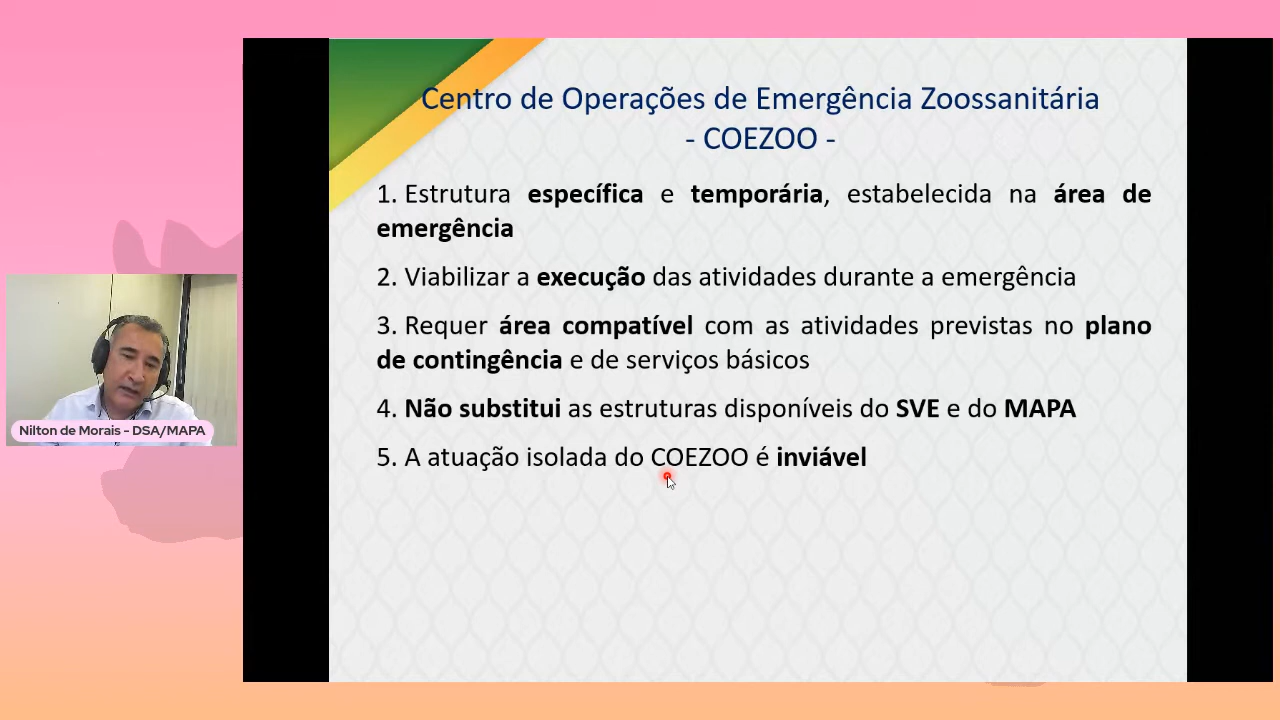 Centro de Operações de Emergência Zoossanitária
- COEZOO -
1. Estrutura específica e temporária, estabelecida na área de
emergência
2. Viabilizar a execução das atividades durante a emergência
3. Requer área compatível com as atividades previstas no plano
de contingência e de serviços básicos
4. Não substitui as estruturas disponíveis do SVE e do MAPA
5. A atuação isolada do COEZOO é inviável
Nilton de Morais - DSA/MAPA